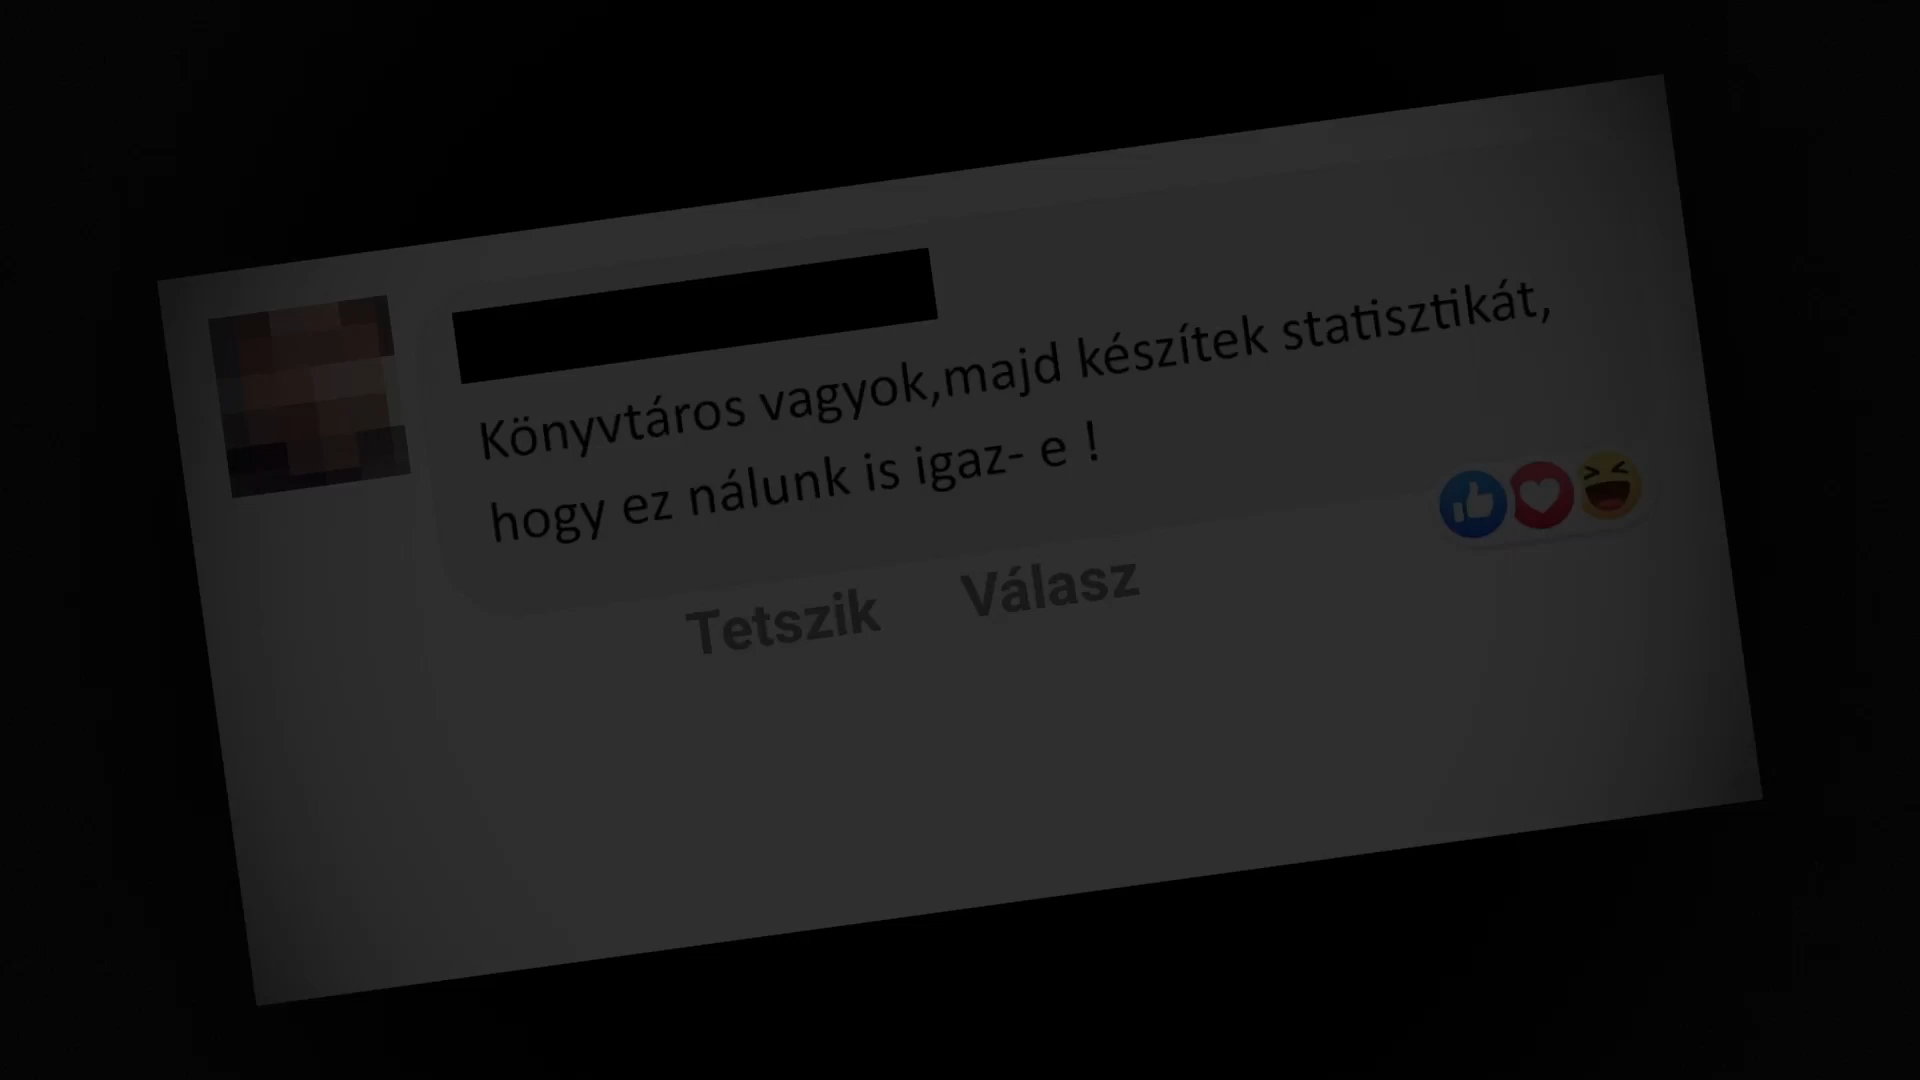 Könyvtáros vagyok,majd készítek statisztikát,
hogy ez nálunk is igaz- e !
Tetszik Válasz